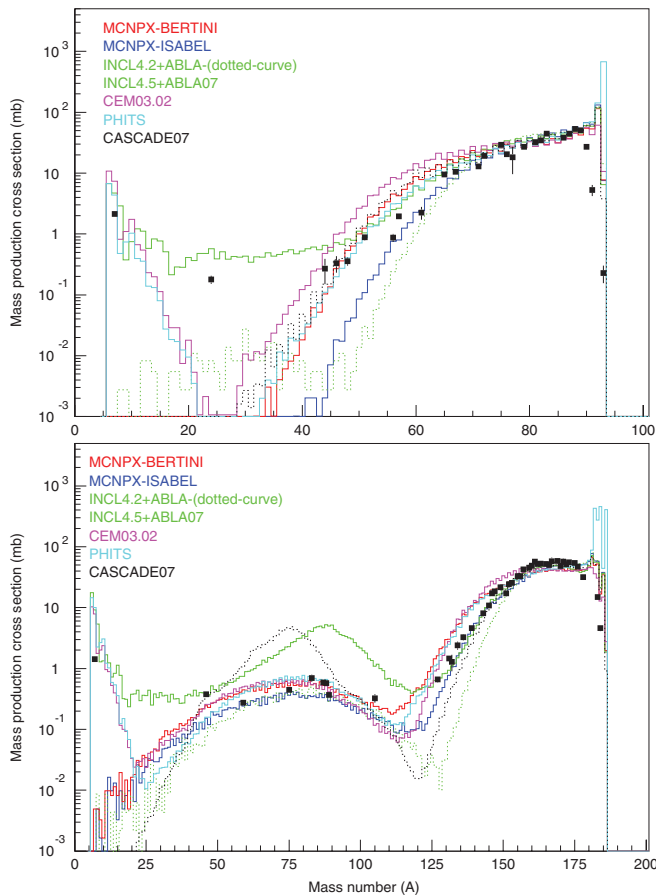 Mass production cross section (mb)
10³
10²
10
1
10⁻¹
10⁻²
10⁻³
MCNPX-BERTINI
MCNPX-ISABEL
INCL4.2+ABLA-(dotted-curve)
INCL4.5+ABLA07
CEM03.02
PHITS
CASCADE07
0 20 40 60 80 100
Mass production cross section (mb)
10³
10²
10
1
10⁻¹
10⁻²
10⁻³
MCNPX-BERTINI
MCNPX-ISABEL
INCL4.2+ABLA-(dotted-curve)
INCL4.5+ABLA07
CEM03.02
PHITS
CASCADE07
0 25 50 75 100 125 150 175 200
Mass number (A)